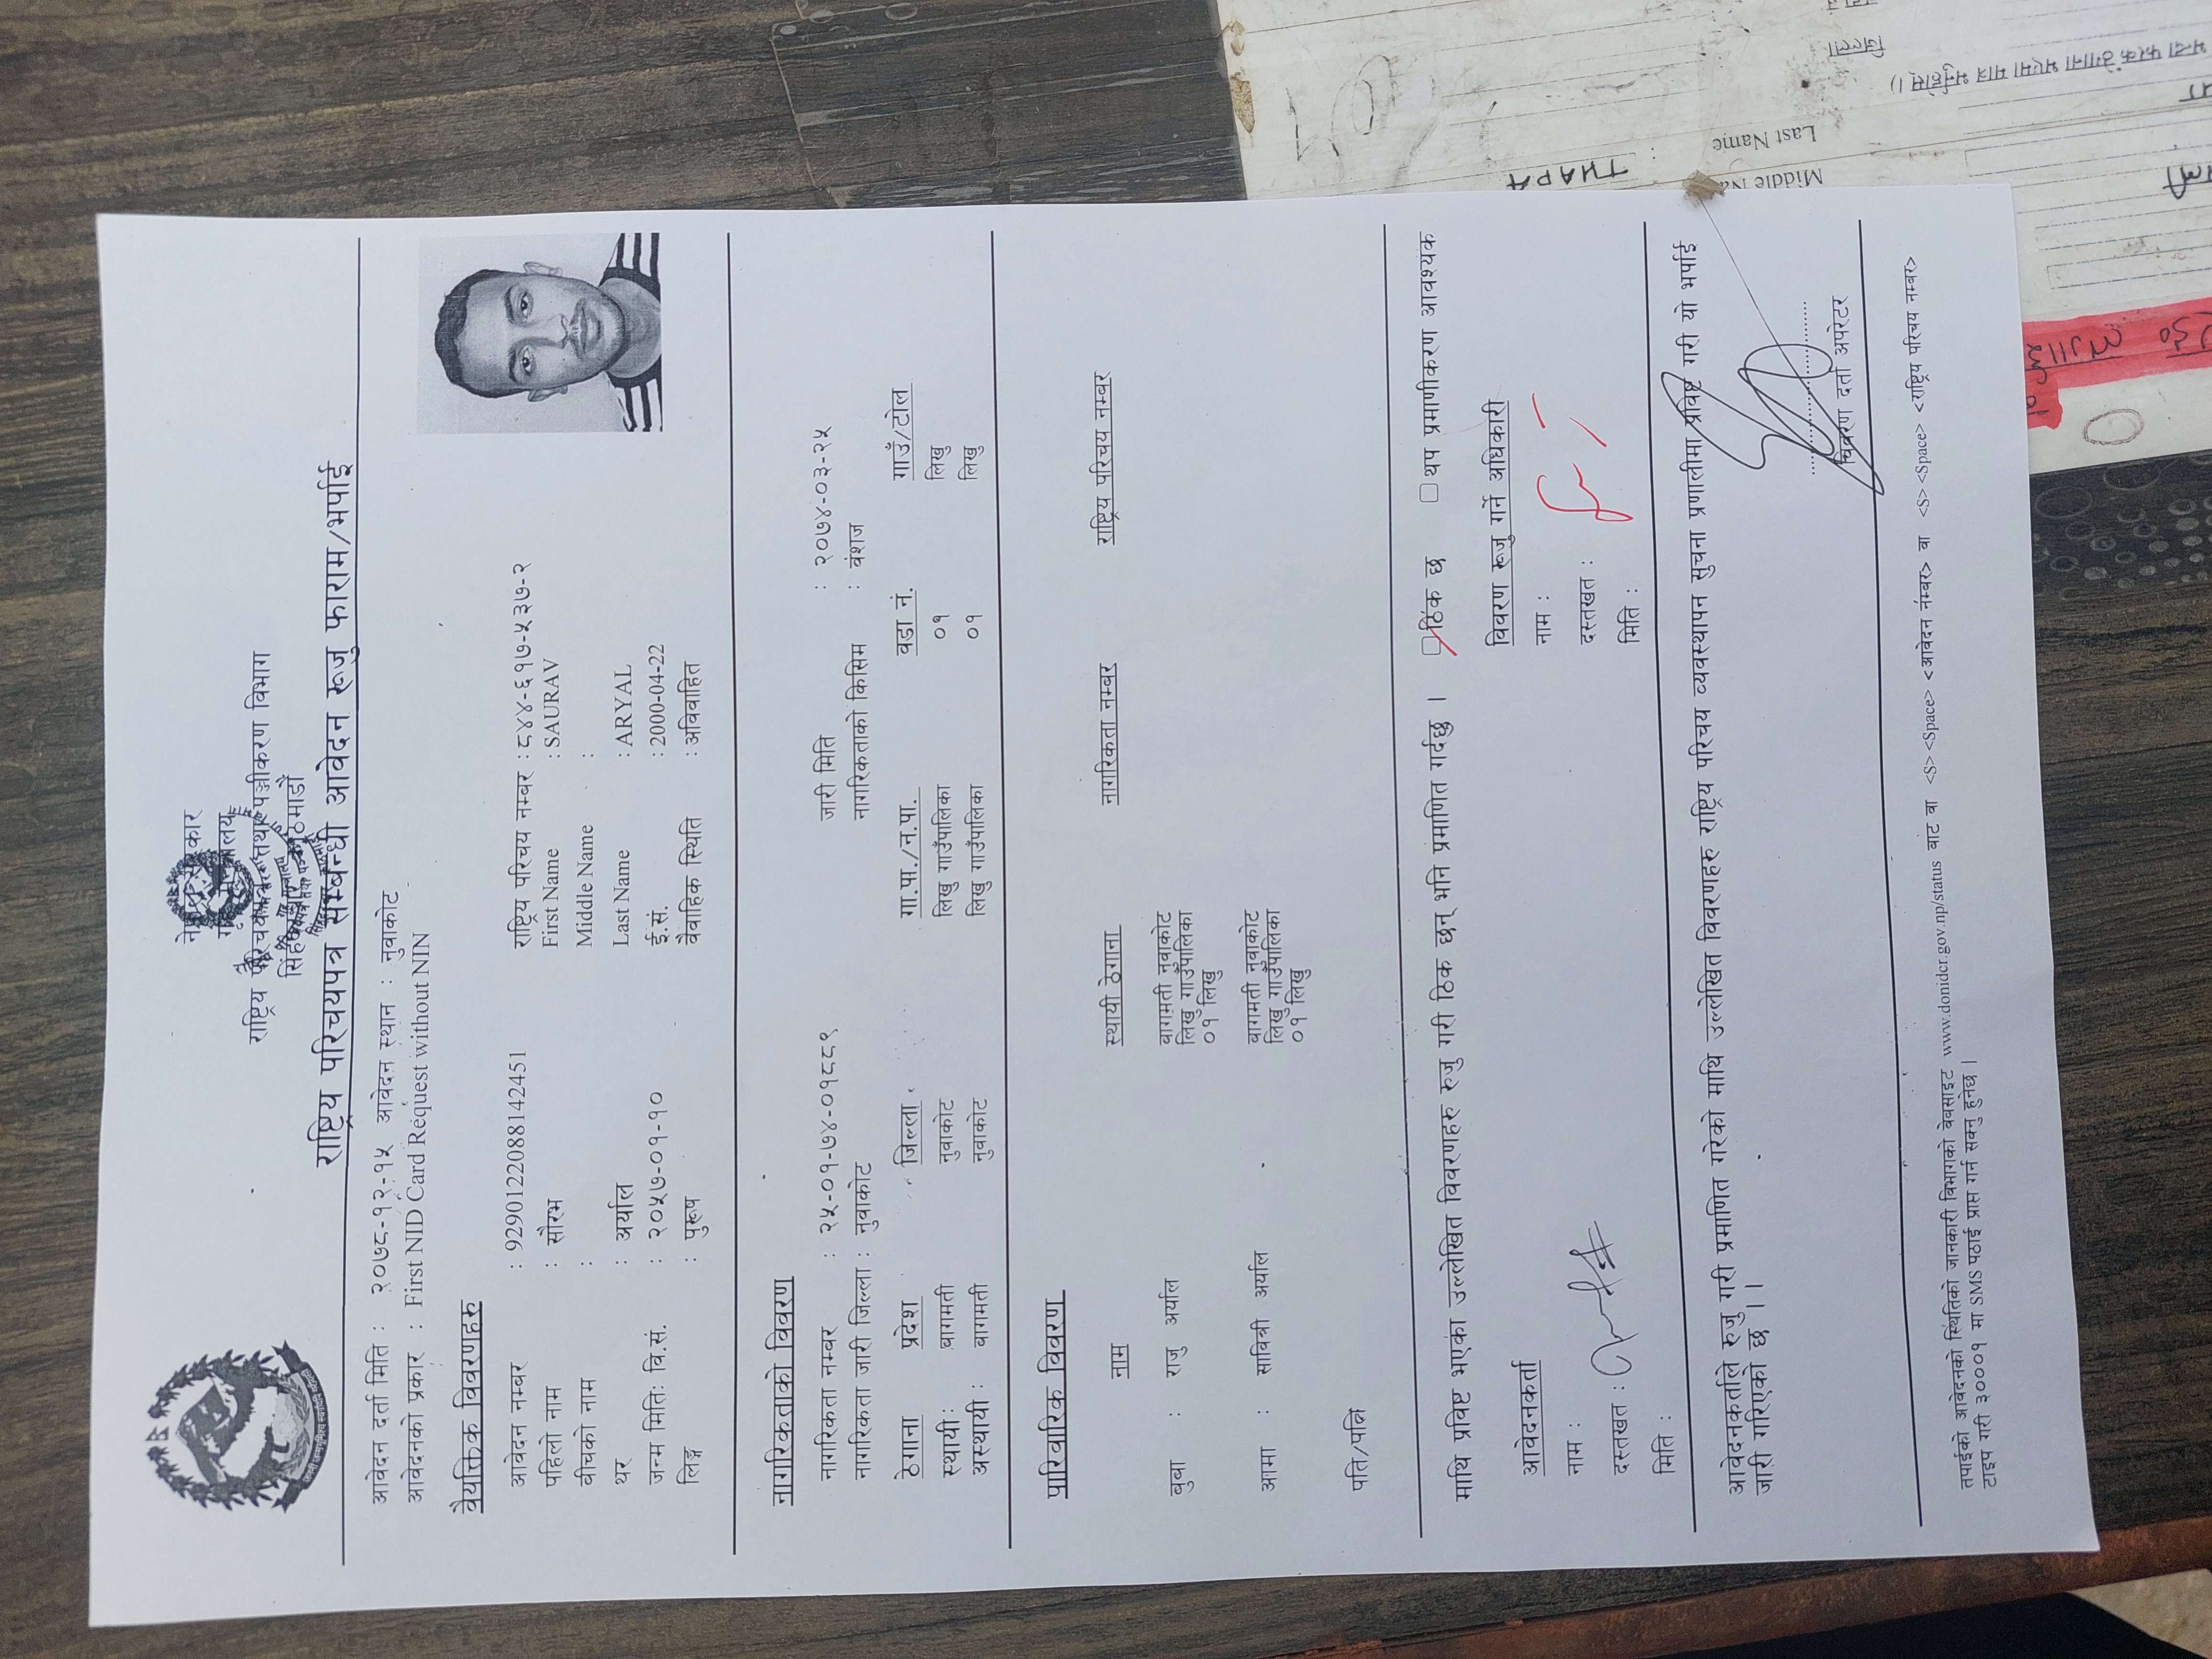 जननी जन्मभूमिश्च स्वर्गादपि गरीयसी
नेपाल सरकार
गृह मन्त्रालय
राष्ट्रिय परिचयपत्र तथा पञ्जीकरण विभाग
सिंहदरबार, काठमाडौं
राष्ट्रिय परिचयपत्र सम्बन्धी आवेदन रूजु फाराम/भर्पाई
आवेदन दर्ता मिति : २०७८-१२-१५ आवेदन स्थान : नुवाकोट
आवेदनको प्रकार : First NID Card Request without NIN
वैयक्तिक विवरणहरु
आवेदन नम्बर : 9290122088142451 राष्ट्रिय परिचय नम्बर : ८४४-६१७-५३७-२
पहिलो नाम : सौरभ First Name : SAURAV
बीचको नाम : Middle Name :
थर : अर्याल Last Name : ARYAL
जन्म मितिः वि.सं. : २०५७-०१-१० ई.सं. : 2000-04-22
लिङ्ग : पुरूष वैवाहिक स्थिति : अविवाहित
नागरिकताको विवरण
नागरिकता नम्बर : २५-०१-७४-०१८८९ जारी मिति : २०७४-०३-२५
नागरिकता जारी जिल्ला : नुवाकोट नागरिकताको किसिम : वंशज
ठेगाना प्रदेश जिल्ला गा.पा./न.पा. वडा नं. गाउँ/टोल
स्थायी : बागमती नुवाकोट लिखु गाउँपालिका ०१ लिखु
अस्थायी : बागमती नुवाकोट लिखु गाउँपालिका ०१ लिखु
पारिवारिक विवरण
नाम स्थायी ठेगाना नागरिकता नम्बर राष्ट्रिय परिचय नम्बर
बुबा : राजु अर्याल बागमती नुवाकोट
लिखु गाउँपालिका
०१ लिखु
आमा : सावित्री अर्याल बागमती नुवाकोट
लिखु गाउँपालिका
०१ लिखु
पति/पत्नि
माथि प्रविष्ट भएका उल्लेखित विवरणहरु रुजु गरी ठिक छन् भनि प्रमाणित गर्दछु । ठिक छ थप प्रमाणीकरण आवश्यक
आवेदनकर्ता विवरण रूजु गर्ने अधिकारी
नाम : नाम :
दस्तखत : दस्तखत :
मिति : मिति :
आवेदनकर्ताले रुजु गरी प्रमाणित गरेको माथि उल्लेखित विवरणहरु राष्ट्रिय परिचय व्यवस्थापन सुचना प्रणालीमा प्रविष्ट गरी यो भर्पाई
जारी गरिएको छ ।।
विवरण दर्ता अपरेटर
तपाईको आवेदनको स्थितिको जानकारी विभागको वेवसाइट www.donidcr.gov.np/status बाट वा <S> <Space> <आवेदन नम्बर> वा <S> <Space> <राष्ट्रिय परिचय नम्बर>
टाइप गरी ३०००१ मा SMS पठाई प्राप्त गर्न सक्नु हुनेछ ।
THAPA
Last Name
जिल्ला